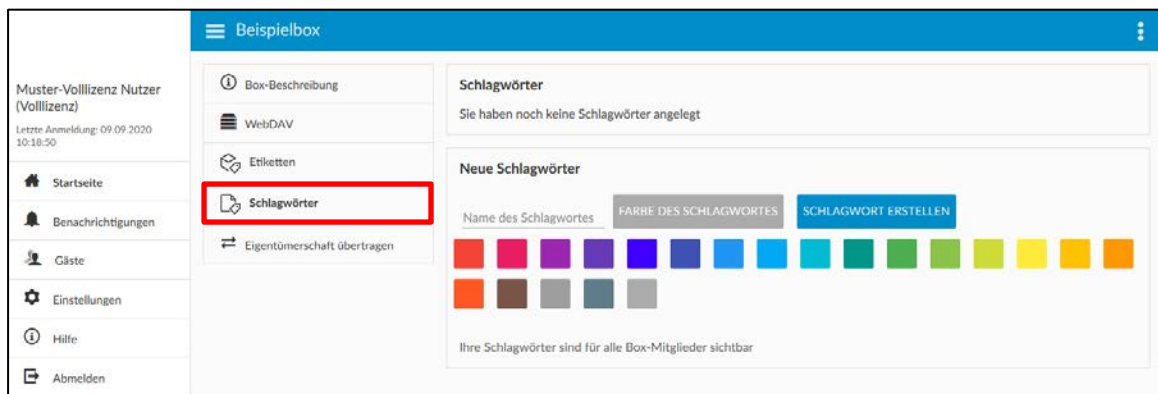 Beispielbox
Muster-Volllizenz Nutzer
(Volllizenz)
Letzte Anmeldung: 09.09.2020
10:18:50
Startseite
Benachrichtigungen
Gäste
Einstellungen
Hilfe
Abmelden
Box-Beschreibung
WebDAV
Etiketten
Schlagwörter
Eigentümerschaft übertragen
Schlagwörter
Sie haben noch keine Schlagwörter angelegt
Neue Schlagwörter
Name des Schlagwortes
FARBE DES SCHLAGWORTES
SCHLAGWORT ERSTELLEN
Ihre Schlagwörter sind für alle Box-Mitglieder sichtbar